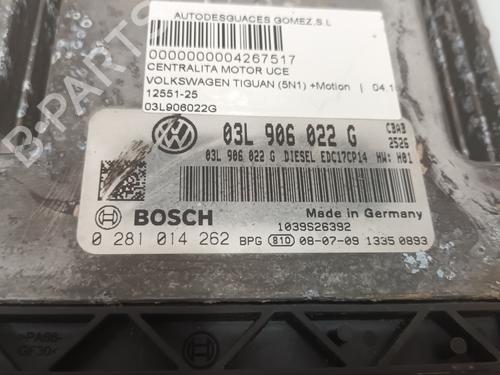 AUTODESGUACES GOMEZ,S.L
0000000004267517
CENTRALITA MOTOR UCE
VOLKSWAGEN TIGUAN (5N1) +Motion | 04.1
12551-25
03L906022G
03L 906 022 G
CBAB
2526
03L 906 022 G DIESEL EDC17CP14 HW: H01
BOSCH
Made in Germany
1039S26392
0 281 014 262 BPG 810 08-07-09 1335 0893
>PA66-
GF30<